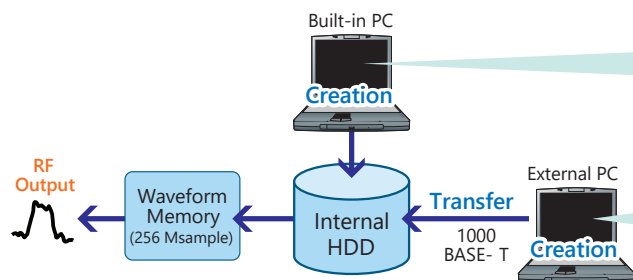 Built-in PC
Creation
RF
Output
Waveform
Memory
(256 Msample)
Internal
HDD
Transfer
1000
BASE- T
External PC
Creation